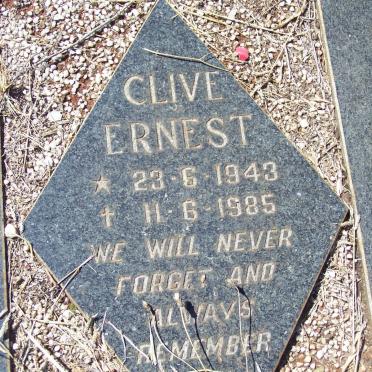 CLIVE
ERNEST
☆ 23-6-1943
† 11-6-1985
WE WILL NEVER
FORGET AND
ALWAYS
REMEMBER